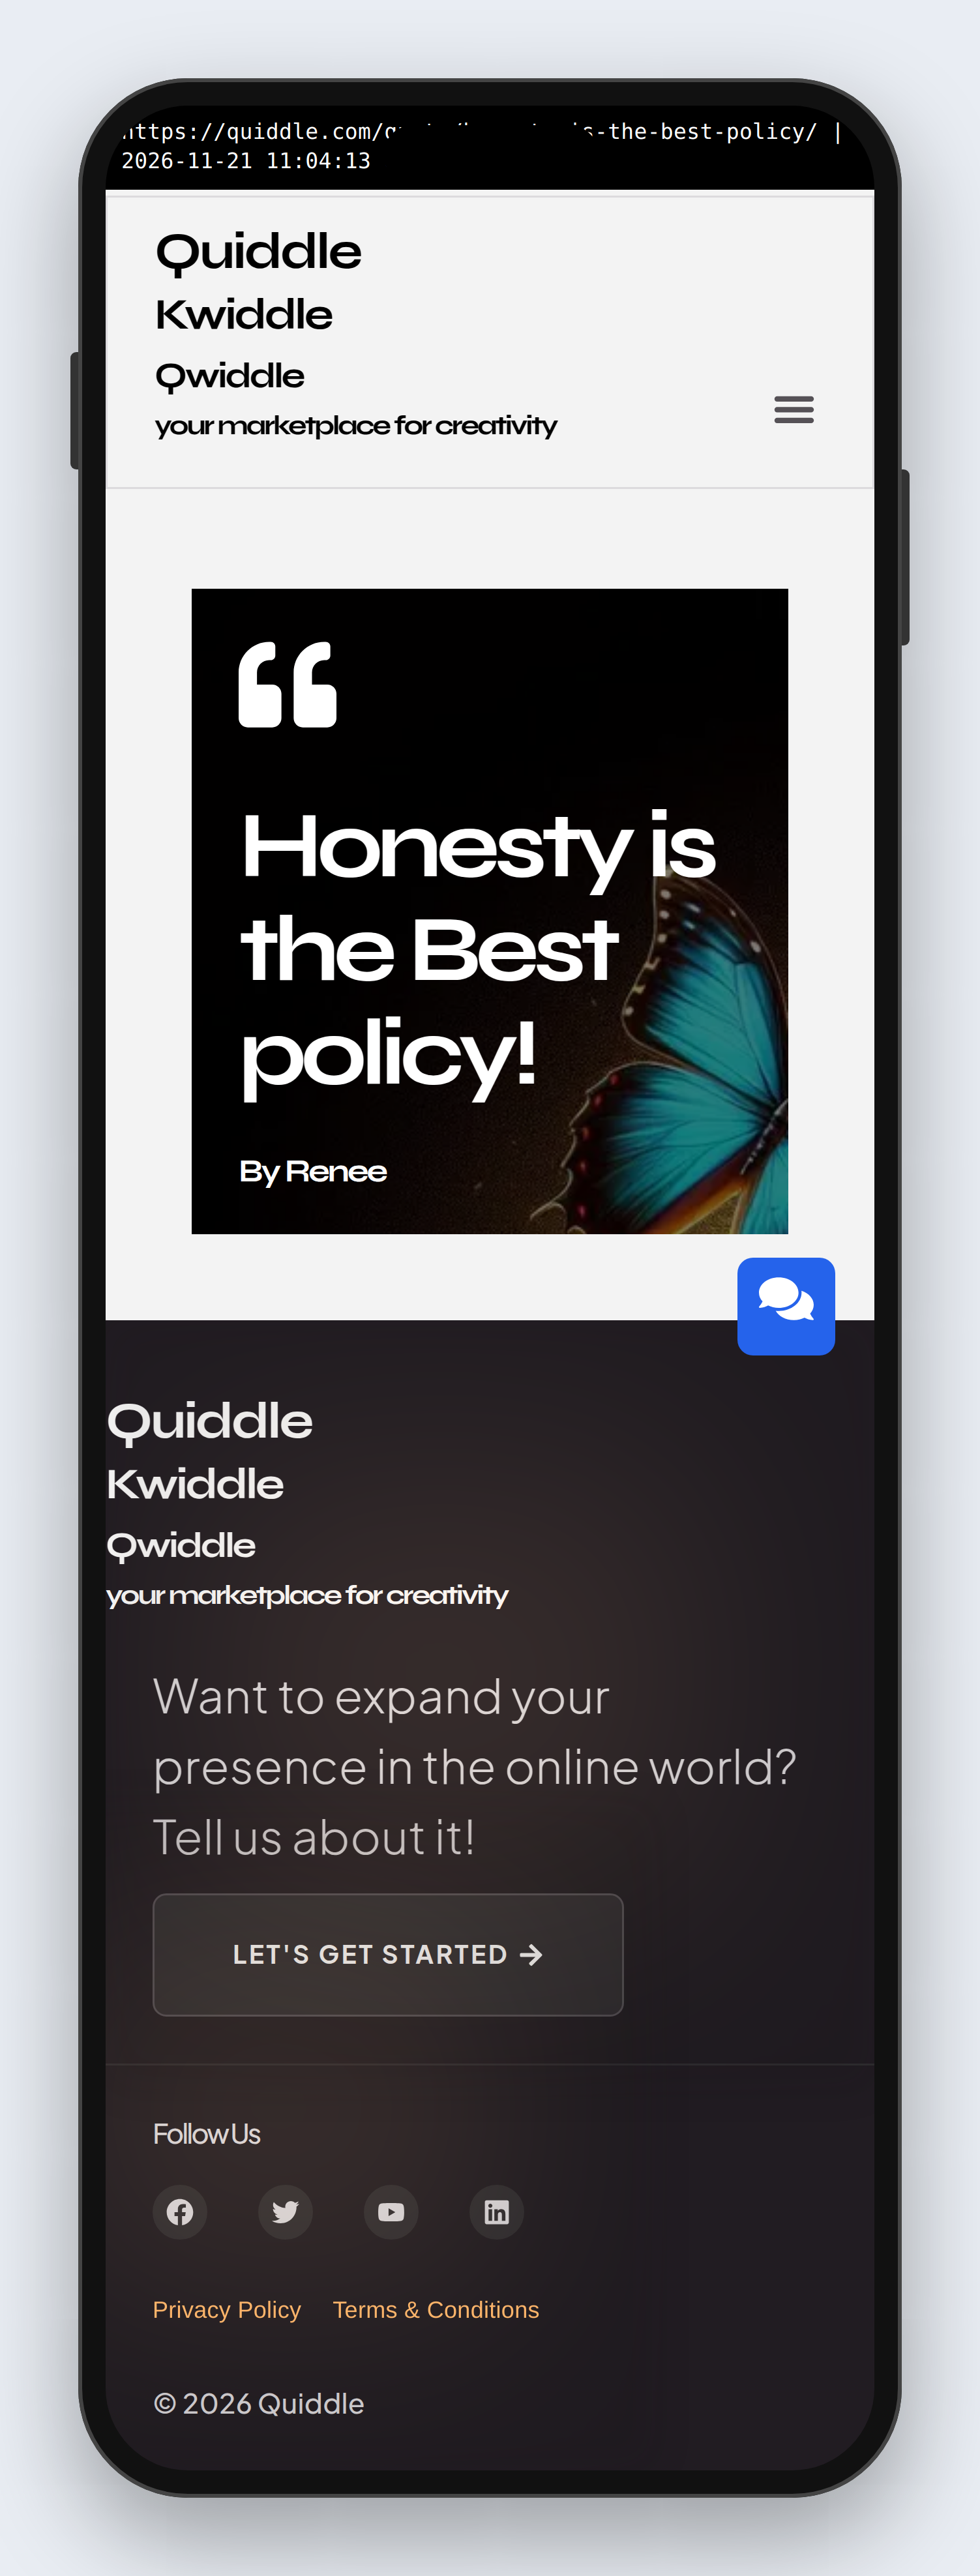 https://quiddle.com/ s-the-best-policy/ |
2026-11-21 11:04:13
Quiddle
Kwiddle
Qwiddle
your marketplace for creativity
Honesty is
the Best
policy!
By Renee
Quiddle
Kwiddle
Qwiddle
your marketplace for creativity
Want to expand your
presence in the online world?
Tell us about it!
LET'S GET STARTED
Follow Us
Privacy Policy Terms & Conditions
© 2026 Quiddle